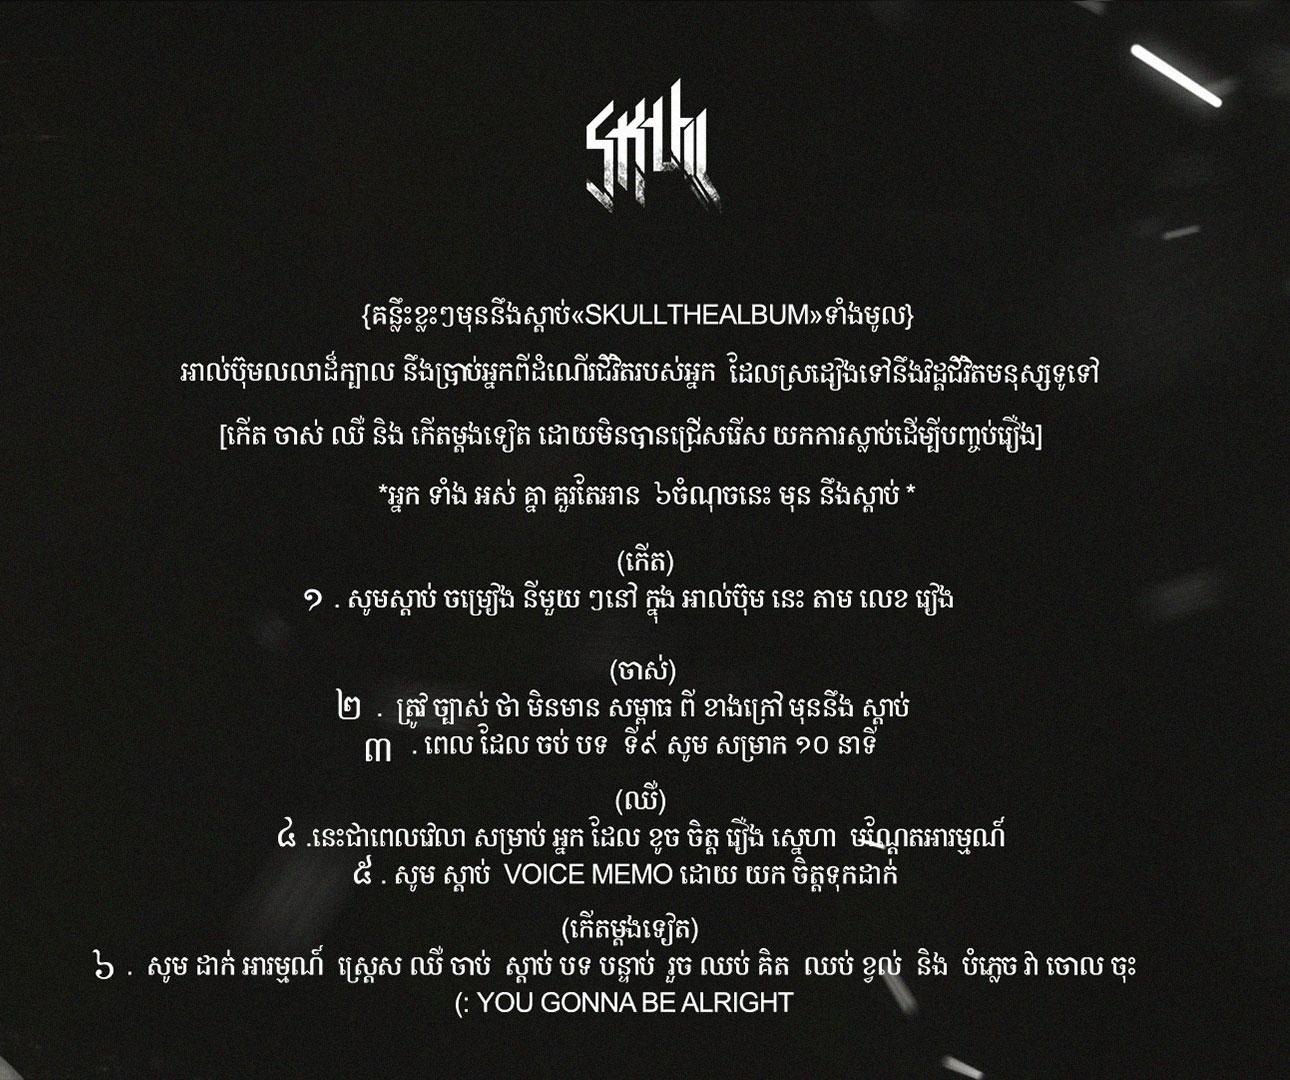 SKULL
{គន្លឹះខ្លះៗមុននឹងស្តាប់«SKULLTHEALBUM»ទាំងមូល}
អាល់ប៊ុមលលាដ៏ក្បាល នឹងប្រាប់អ្នកពីដំណើរជីវិតរបស់អ្នក ដែលស្រដៀងទៅនឹងវដ្តជីវិតមនុស្សទូទៅ
[កើត ចាស់ ឈឺ និង កើតម្តងទៀត ដោយមិនបានជ្រើសរើស យកការស្លាប់ដើម្បីបញ្ចប់រឿង]
*អ្នក ទាំង អស់ គ្នា គួរតែអាន ៦ចំណុចនេះ មុន នឹងស្តាប់ *
(កើត)
១ . សូមស្តាប់ ចម្រៀង នីមួយ ៗនៅ ក្នុង អាល់ប៊ុម នេះ តាម លេខ រៀង
(ចាស់)
២ . ត្រូវ ច្បាស់ ថា មិនមាន សម្ពាធ ពី ខាងក្រៅ មុននឹង ស្តាប់
៣ . ពេល ដែល ចប់ បទ ទី៩ សូម សម្រាក ១០ នាទី
(ឈឺ)
៤ .នេះជាពេលវេលា សម្រាប់ អ្នក ដែល ខូច ចិត្ត រឿង ស្នេហា បណ្តែតអារម្មណ៍
៥ . សូម ស្តាប់ VOICE MEMO ដោយ យក ចិត្តទុកដាក់
(កើតម្តងទៀត)
៦ . សូម ដាក់ អារម្មណ៍ ស្ត្រេស ឈឺ ចាប់ ស្តាប់ បទ បន្ទាប់ រួច ឈប់ គិត ឈប់ ខ្វល់ និង បំភ្លេច វា ចោល ចុះ
(: YOU GONNA BE ALRIGHT